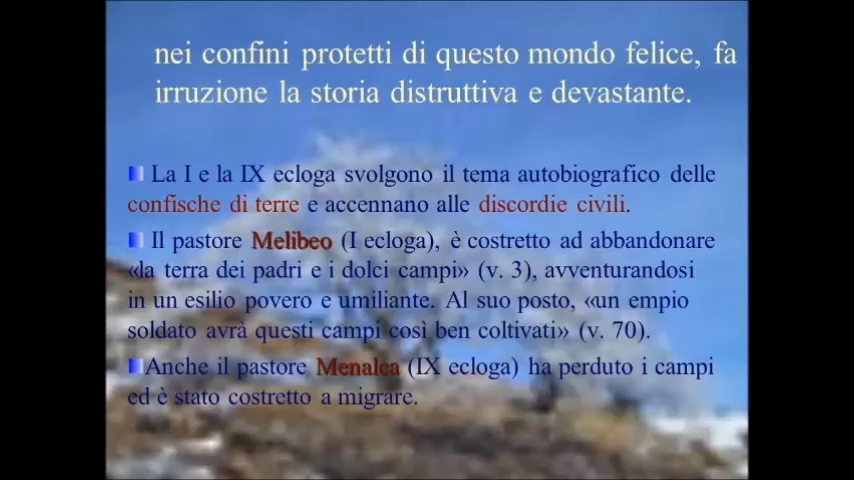 nei confini protetti di questo mondo felice, fa
irruzione la storia distruttiva e devastante.
La I e la IX ecloga svolgono il tema autobiografico delle
confische di terre e accennano alle discordie civili.
Il pastore Melibeo (I ecloga), è costretto ad abbandonare
«la terra dei padri e i dolci campi» (v. 3), avventurandosi
in un esilio povero e umiliante. Al suo posto, «un empio
soldato avrà questi campi così ben coltivati» (v. 70).
Anche il pastore Menalca (IX ecloga) ha perduto i campi
ed è stato costretto a migrare.